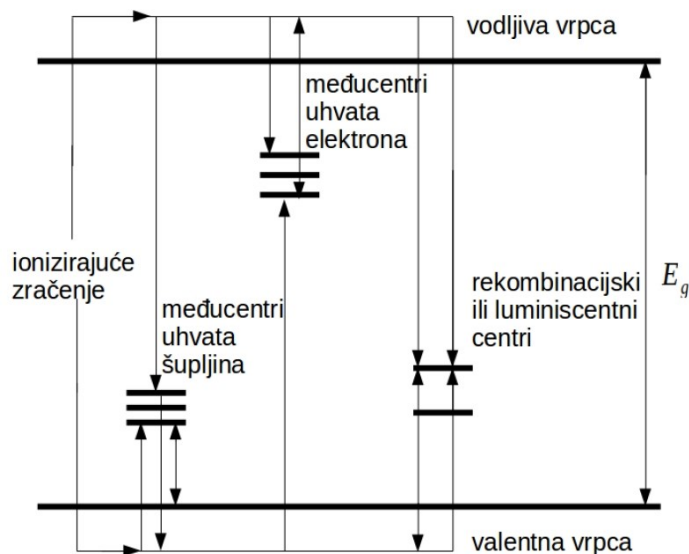 vodljiva vrpca
međucentri
uhvata
elektrona
ionizirajuće
zračenje
međucentri
uhvata
šupljina
rekombinacijski
ili luminiscentni
centri
E_g
valentna vrpca